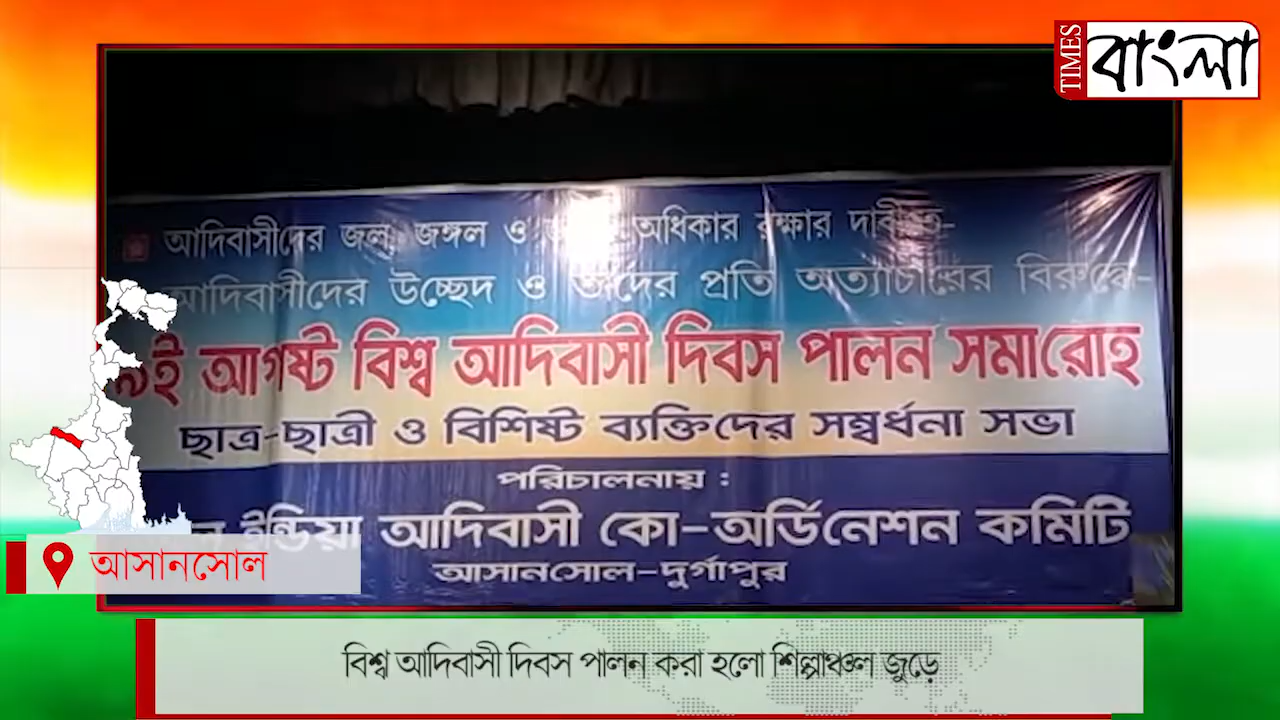 TIMES বাংলা
আদিবাসীদের জল, জঙ্গল ও অধিকার রক্ষার দাবীতে-
আদিবাসীদের উচ্ছেদ ও তাদের প্রতি অত্যাচারের বিরুদ্ধে-
৯ই আগষ্ট বিশ্ব আদিবাসী দিবস পালন সমারোহ
ছাত্র-ছাত্রী ও বিশিষ্ট ব্যক্তিদের সম্বর্ধনা সভা
পরিচালনায় :
ইন্ডিয়া আদিবাসী কো-অর্ডিনেশন কমিটি
আসানসোল-দুর্গাপুর
আসানসোল
বিশ্ব আদিবাসী দিবস পালন করা হলো শিল্পাঞ্চল জুড়ে